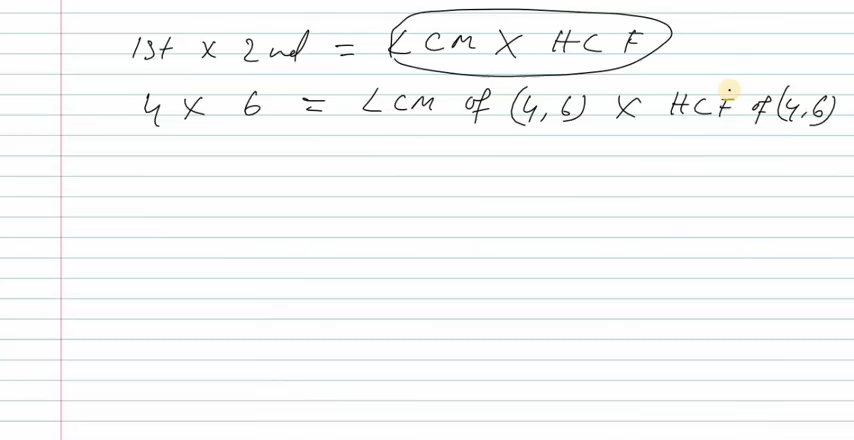 1st × 2nd = LCM × HCF
4 × 6 = LCM of (4,6) × HCF of (4,6)